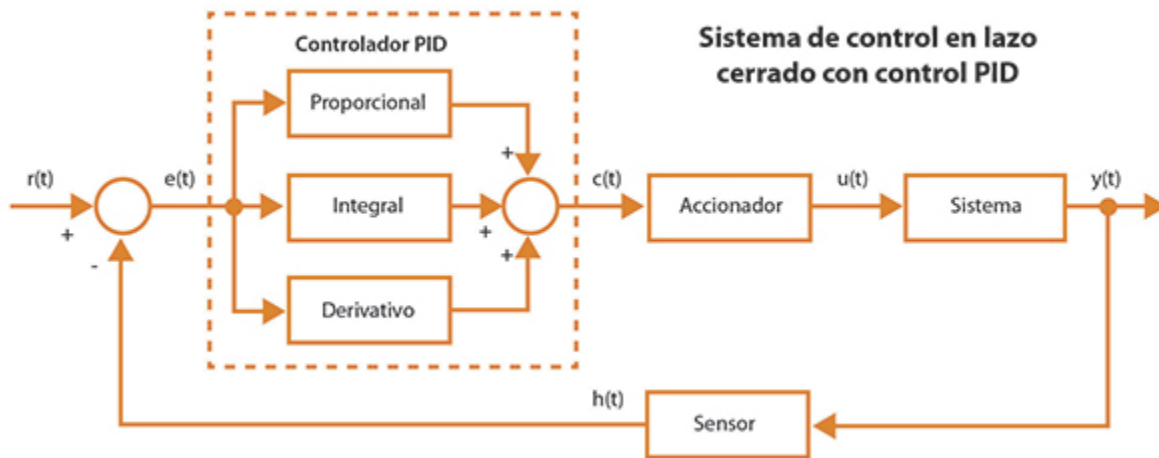 Controlador PID
Sistema de control en lazo
cerrado con control PID
Proporcional
+
r(t)
e(t)
Integral
c(t)
Accionador
u(t)
Sistema
y(t)
+
+
+
-
Derivativo
h(t)
Sensor